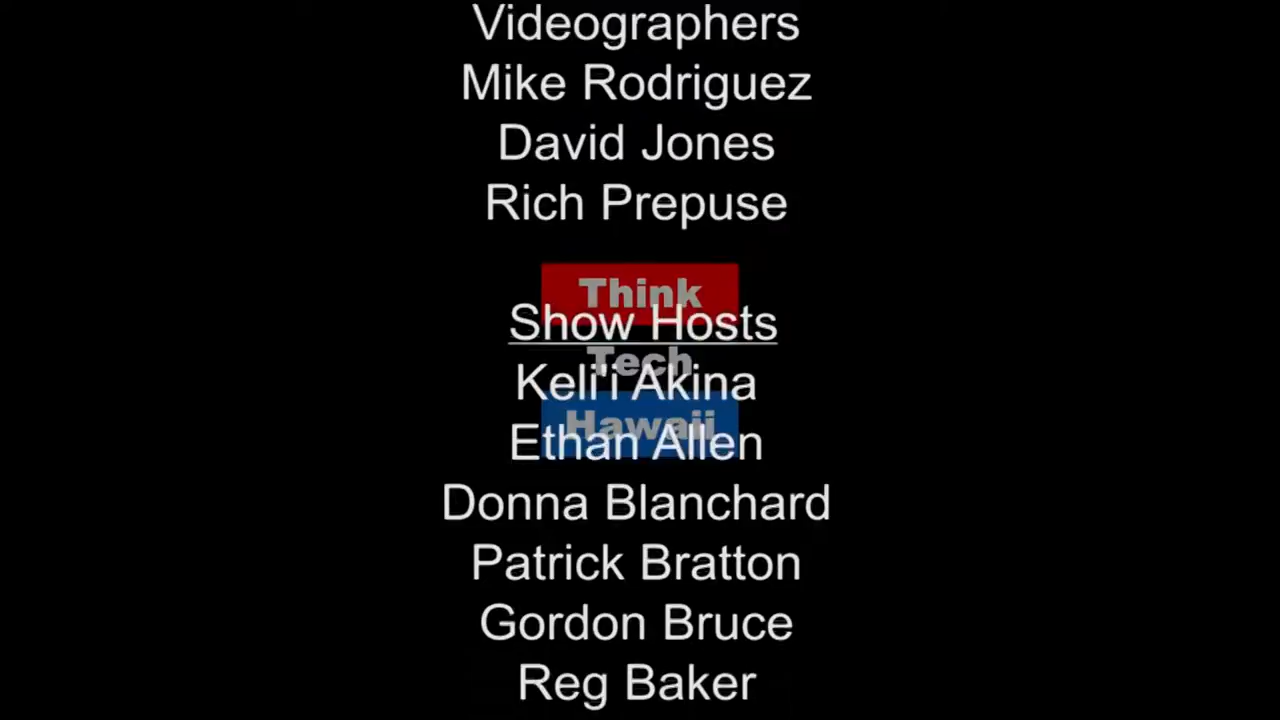 Videographers
Mike Rodriguez
David Jones
Rich Prepuse
Think
Show Hosts
Tech
Keli'i Akina
Hawaii
Ethan Allen
Donna Blanchard
Patrick Bratton
Gordon Bruce
Reg Baker